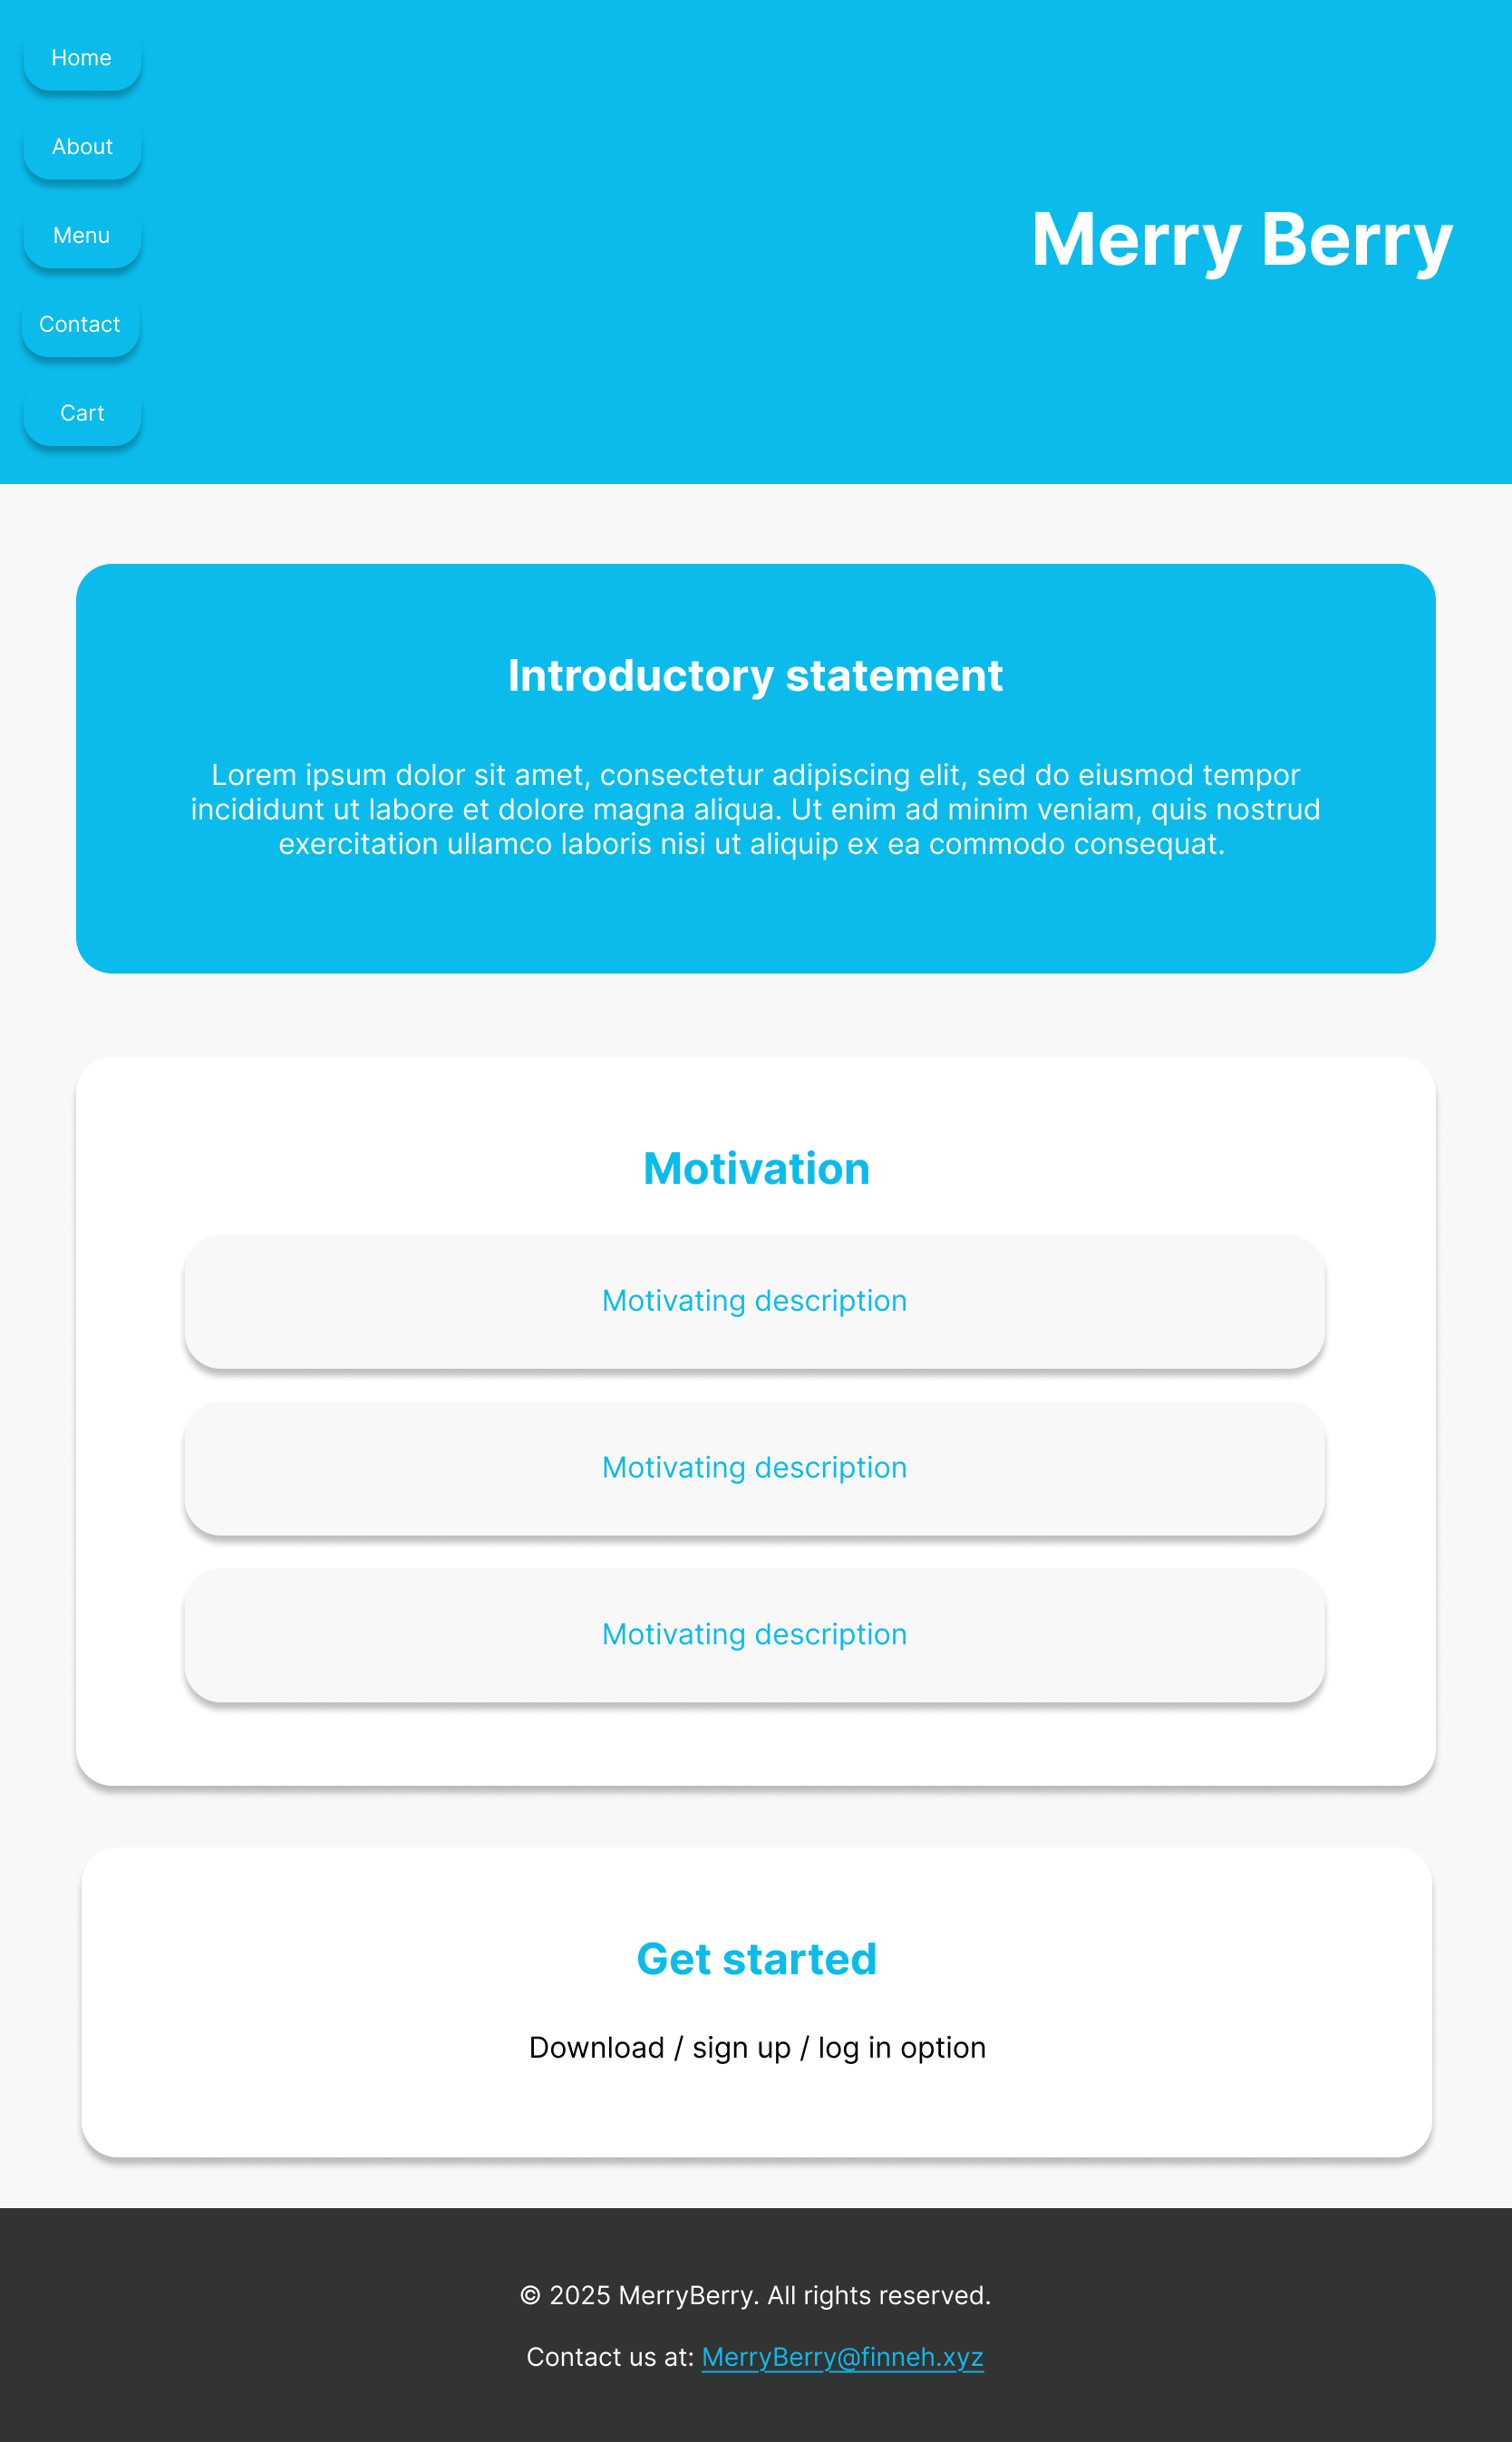 Home
About
Menu
Contact
Cart
Merry Berry
Introductory statement
Lorem ipsum dolor sit amet, consectetur adipiscing elit, sed do eiusmod tempor
incididunt ut labore et dolore magna aliqua. Ut enim ad minim veniam, quis nostrud
exercitation ullamco laboris nisi ut aliquip ex ea commodo consequat.
Motivation
Motivating description
Motivating description
Motivating description
Get started
Download / sign up / log in option
© 2025 MerryBerry. All rights reserved.
Contact us at: MerryBerry@finneh.xyz